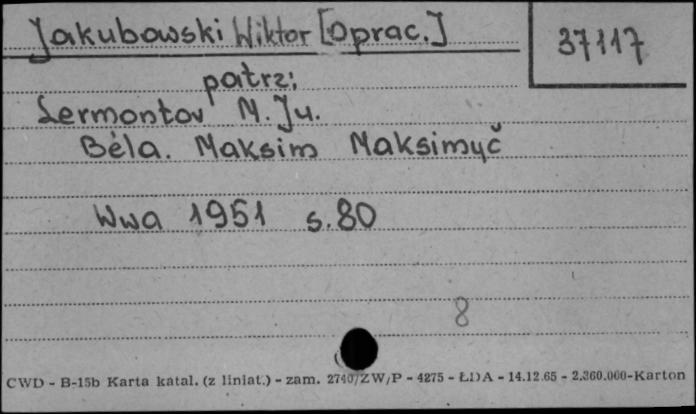 Jakubowski Wiktor [Oprac.]
37117
patrz:
Lermontov M. Ju.
Bèla. Maksim Maksimyč
Wwa 1951 s. 80
8
CWD - B-15b Karta katal. (z liniat.) - zam. 2740/ZW/P - 4275 - ŁDA - 14.12.65 - 2.360.000-Karton